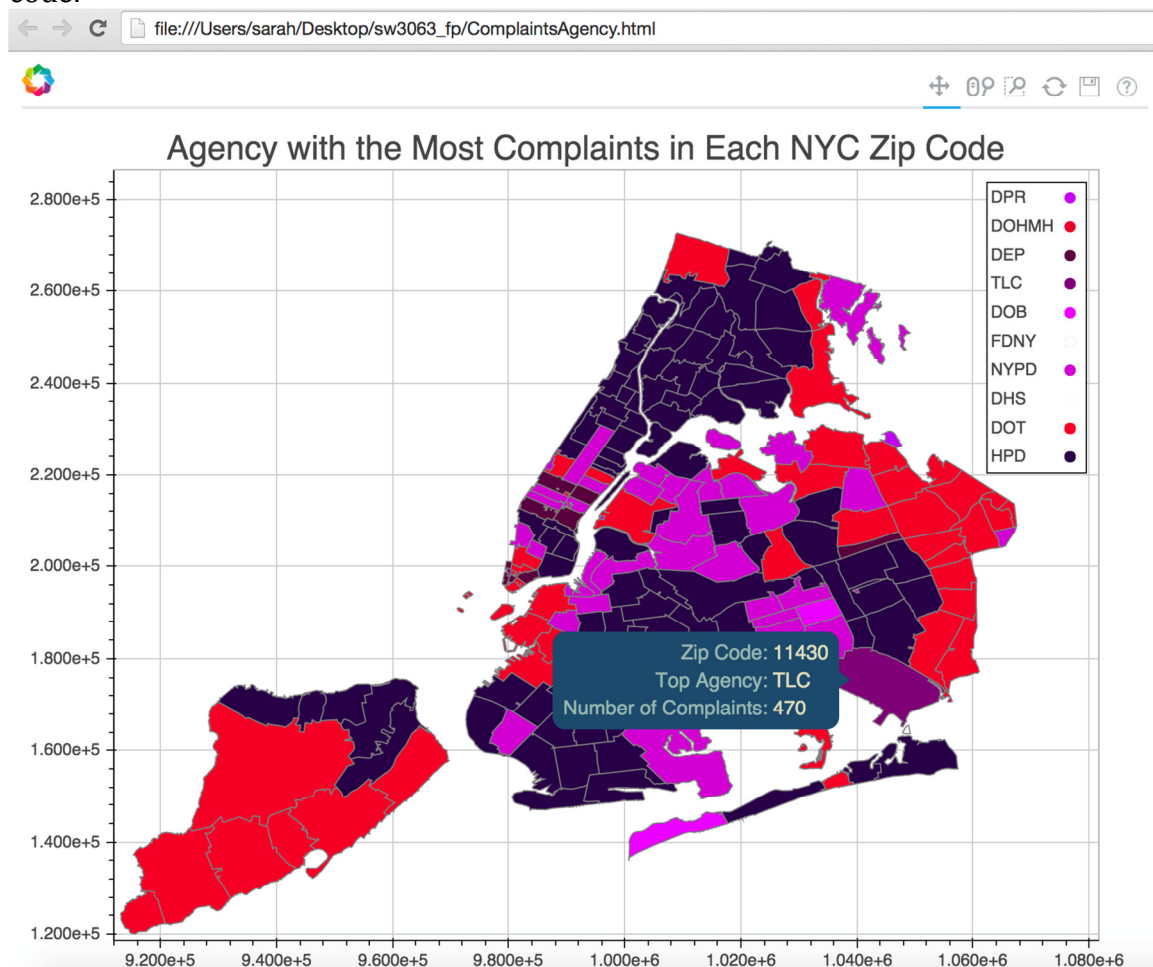 code.
file:///Users/sarah/Desktop/sw3063_fp/ComplaintsAgency.html
Agency with the Most Complaints in Each NYC Zip Code
2.800e+5
2.600e+5
2.400e+5
2.200e+5
2.000e+5
1.800e+5
1.600e+5
1.400e+5
1.200e+5
DPR
DOHMH
DEP
TLC
DOB
FDNY
NYPD
DHS
DOT
HPD
Zip Code: 11430
Top Agency: TLC
Number of Complaints: 470
9.200e+5 9.400e+5 9.600e+5 9.800e+5 1.000e+6 1.020e+6 1.040e+6 1.060e+6 1.080e+6